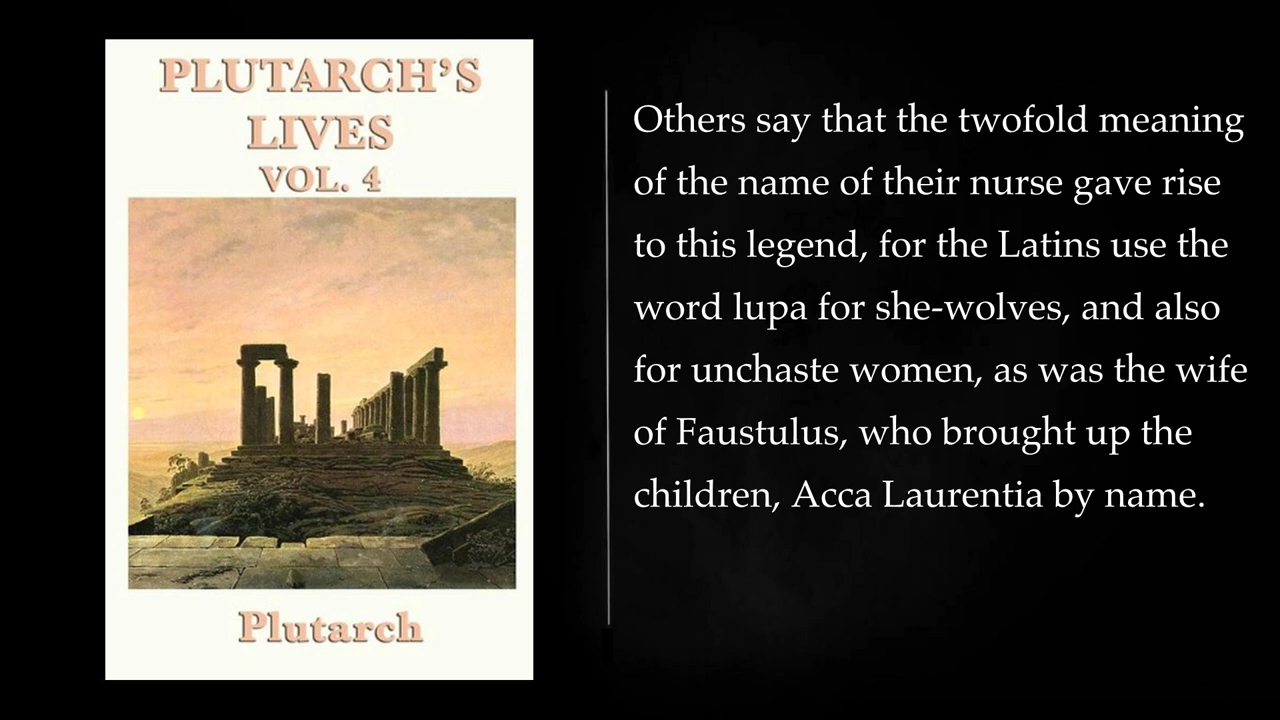 PLUTARCH'S
LIVES
VOL. 4
Plutarch
Others say that the twofold meaning
of the name of their nurse gave rise
to this legend, for the Latins use the
word lupa for she-wolves, and also
for unchaste women, as was the wife
of Faustulus, who brought up the
children, Acca Laurentia by name.